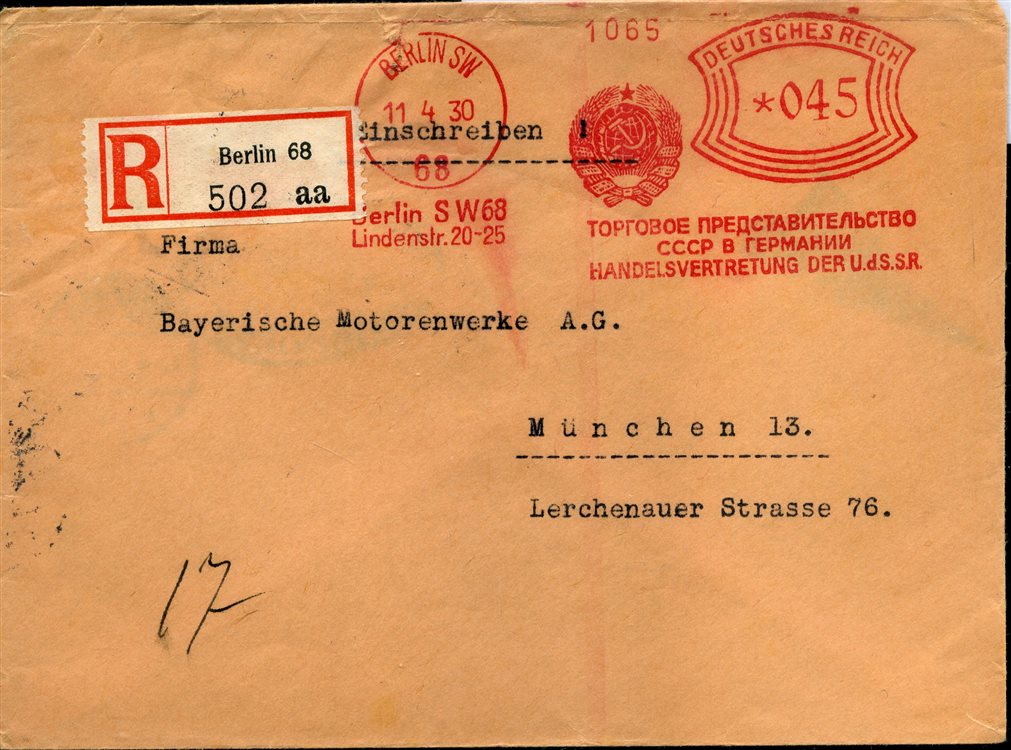 1065
DEUTSCHES REICH
*045
BERLIN SW
11 4 30
68
Einschreiben !
R
Berlin 68
502 aa
Berlin SW68
Lindenstr. 20-25
ТОРГОВОЕ ПРЕДСТАВИТЕЛЬСТВО
СССР В ГЕРМАНИИ
HANDELSVERTRETUNG DER U.d.S.S.R.
Firma
Bayerische Motorenwerke A.G.
München 13.
Lerchenauer Strasse 76.
17